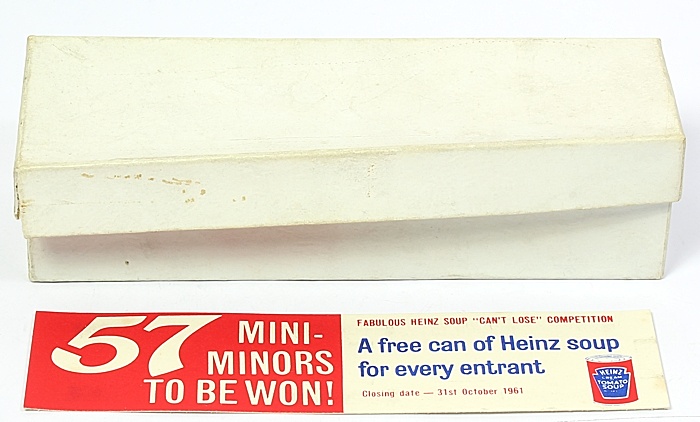 57 MINI-
MINORS
TO BE WON!
FABULOUS HEINZ SOUP "CAN'T LOSE" COMPETITION
A free can of Heinz soup
for every entrant
Closing date — 31st October 1961
HEINZ
CREAM
TOMATO
SOUP